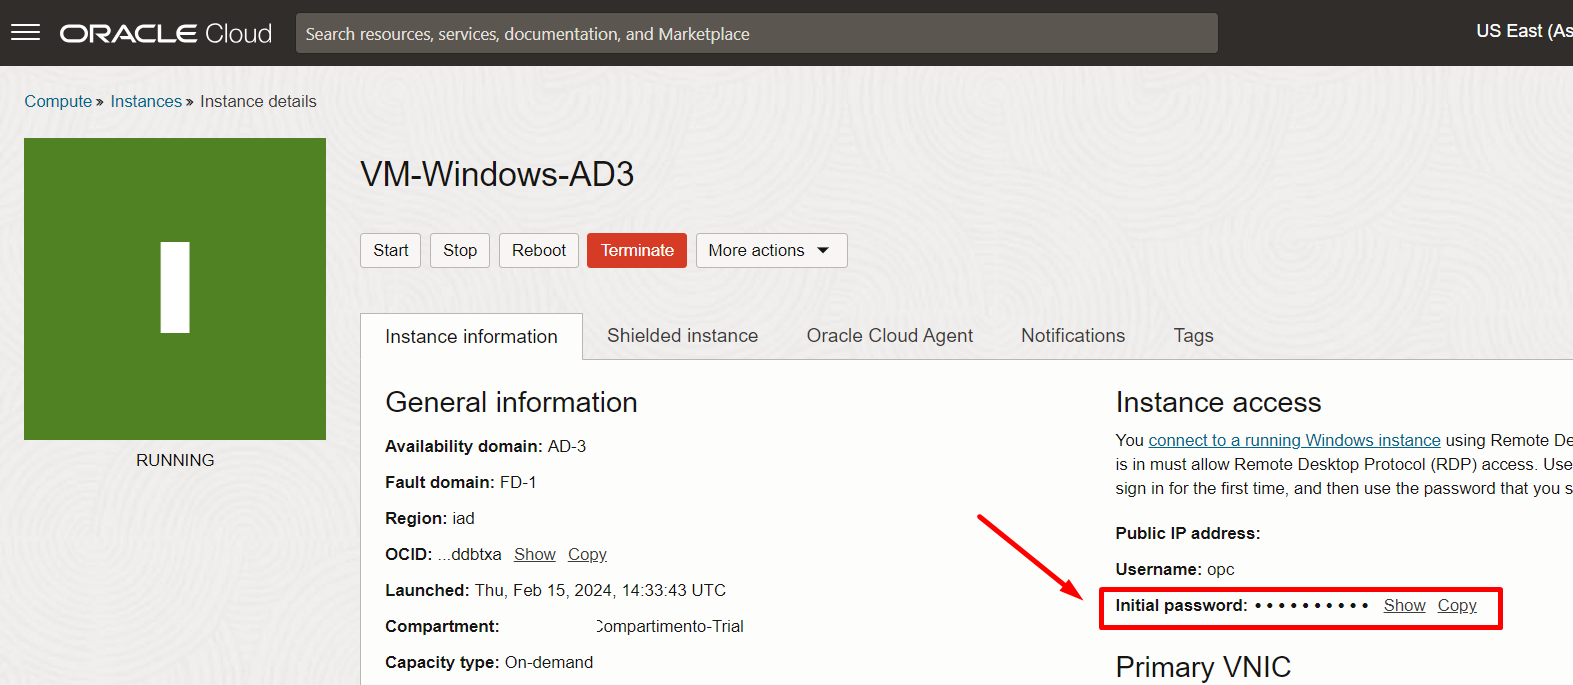 ORACLE Cloud
Search resources, services, documentation, and Marketplace
US East (As
Compute » Instances » Instance details
VM-Windows-AD3
Start
Stop
Reboot
Terminate
More actions
RUNNING
Instance information
Shielded instance
Oracle Cloud Agent
Notifications
Tags
General information
Availability domain: AD-3
Fault domain: FD-1
Region: iad
OCID: ...ddbtxa Show Copy
Launched: Thu, Feb 15, 2024, 14:33:43 UTC
Compartment: Compartimento-Trial
Capacity type: On-demand
Instance access
You connect to a running Windows instance using Remote De
is in must allow Remote Desktop Protocol (RDP) access. Use
sign in for the first time, and then use the password that you s
Public IP address:
Username: opc
Initial password: •••••••••• Show Copy
Primary VNIC